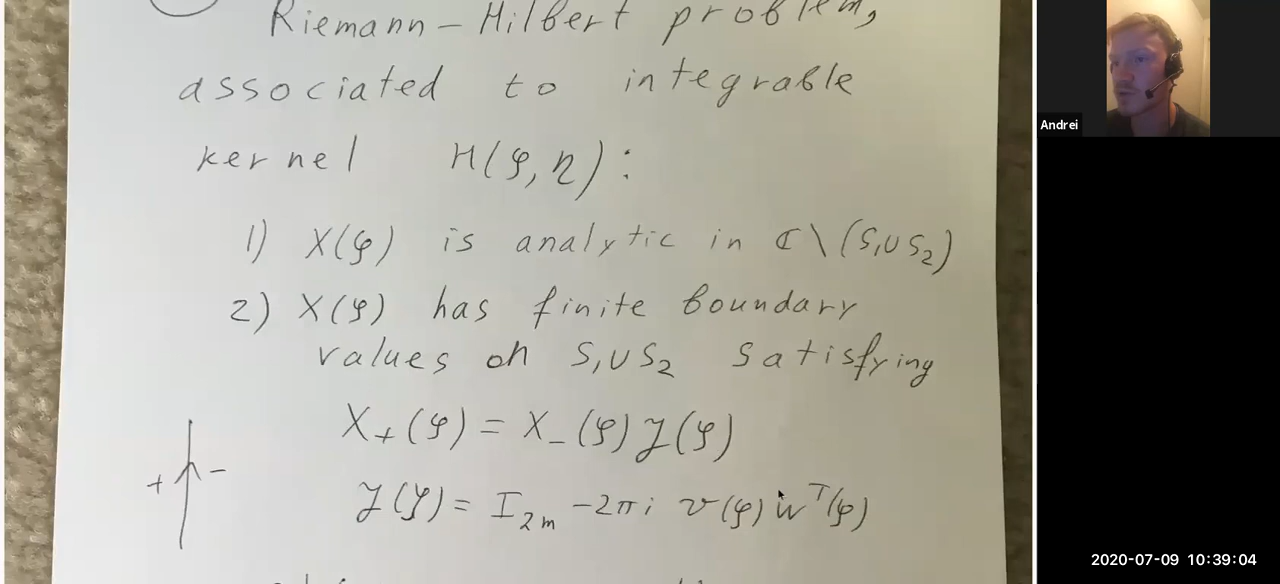 Riemann-Hilbert problem,
associated to integrable
kernel H(ζ,η):
1) X(ζ) is analytic in ℂ\(S₁∪S₂)
2) X(ζ) has finite boundary
values on S₁∪S₂ satisfying
X₊(ζ) = X₋(ζ) J(ζ)
+ -
J(ζ) = I₂ₘ -2πi v(ζ) wᵀ(ζ)
Andrei
2020-07-09 10:39:04